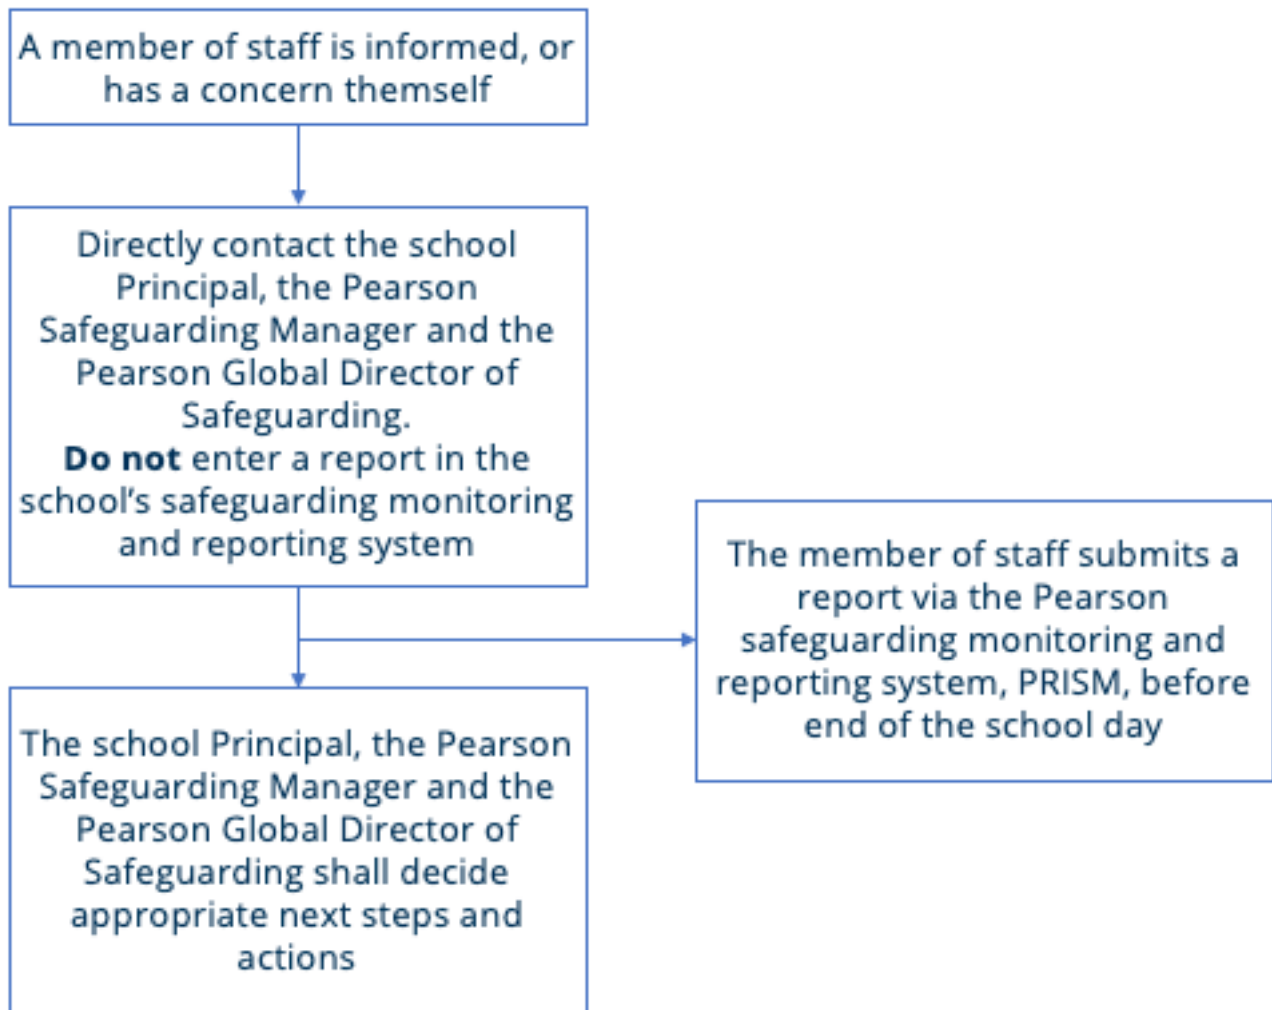 A member of staff is informed, or
has a concern themself
Directly contact the school
Principal, the Pearson
Safeguarding Manager and the
Pearson Global Director of
Safeguarding.
Do not enter a report in the
school's safeguarding monitoring
and reporting system
The member of staff submits a
report via the Pearson
safeguarding monitoring and
reporting system, PRISM, before
end of the school day
The school Principal, the Pearson
Safeguarding Manager and the
Pearson Global Director of
Safeguarding shall decide
appropriate next steps and
actions